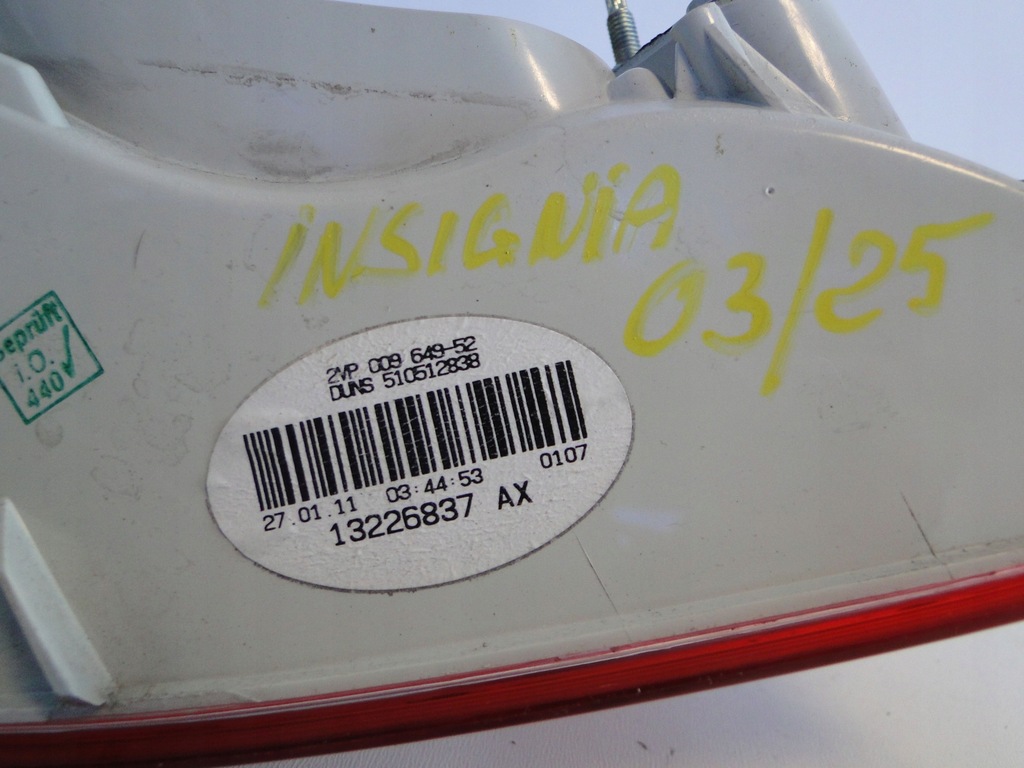 INSIGNIA
03/25
geprüft
i.O.
440 ✓
2VP 009 649-52
DUNS 510512838
27.01.11 03:44:53 0107
13226837 AX